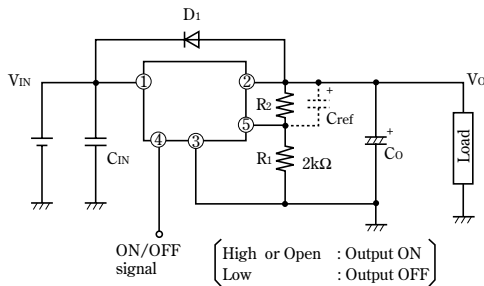 D1
VIN
VO
1
2
R2
+
Cref
5
4
3
CIN
R1
2kΩ
+
CO
Load
ON/OFF
signal
High or Open : Output ON
Low : Output OFF